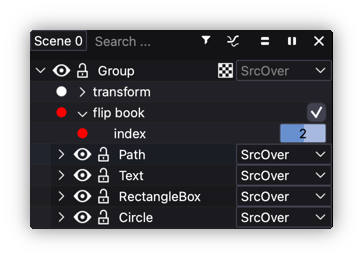 Scene 0 Search ...
Group SrcOver
transform
flip book
index 2
Path SrcOver
Text SrcOver
RectangleBox SrcOver
Circle SrcOver